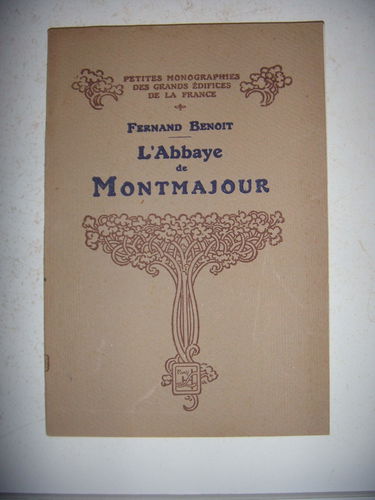 PETITES MONOGRAPHIES
DES GRANDS ÉDIFICES
DE LA FRANCE
FERNAND BENOIT
L'Abbaye
de
MONTMAJOUR